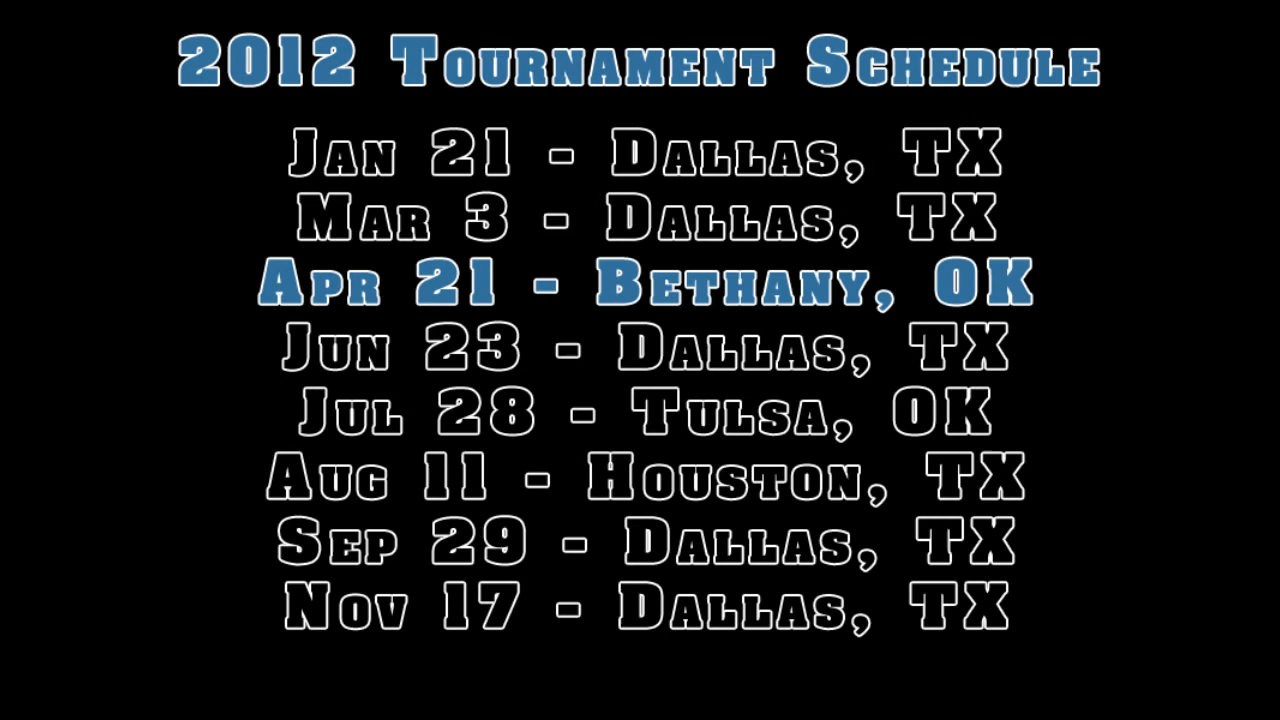 2012 Tournament Schedule
Jan 21 - Dallas, TX
Mar 3 - Dallas, TX
Apr 21 - Bethany, OK
Jun 23 - Dallas, TX
Jul 28 - Tulsa, OK
Aug 11 - Houston, TX
Sep 29 - Dallas, TX
Nov 17 - Dallas, TX